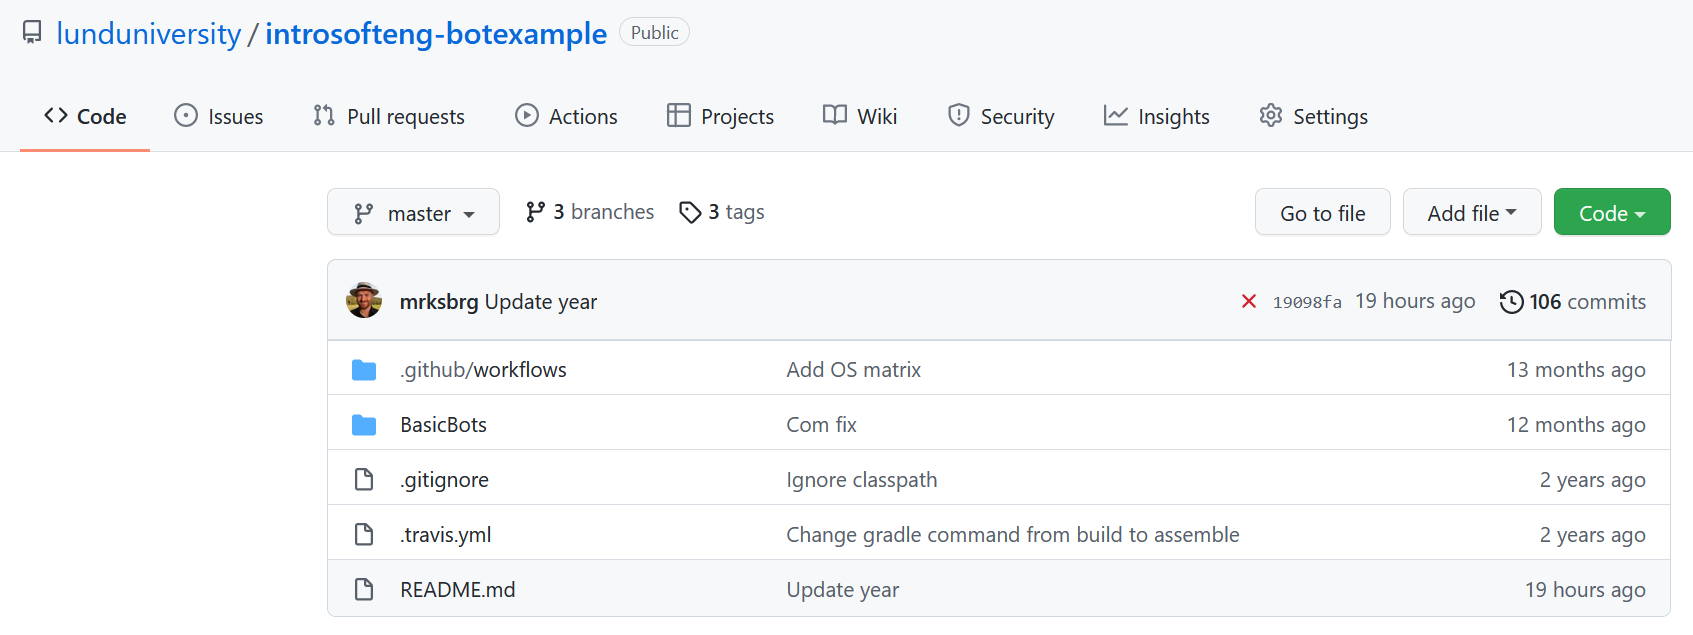 lunduniversity / introsofteng-botexample Public
Code Issues Pull requests Actions Projects Wiki Security Insights Settings
master 3 branches 3 tags Go to file Add file Code
mrksbrg Update year 19098fa 19 hours ago 106 commits
.github/workflows Add OS matrix 13 months ago
BasicBots Com fix 12 months ago
.gitignore Ignore classpath 2 years ago
.travis.yml Change gradle command from build to assemble 2 years ago
README.md Update year 19 hours ago